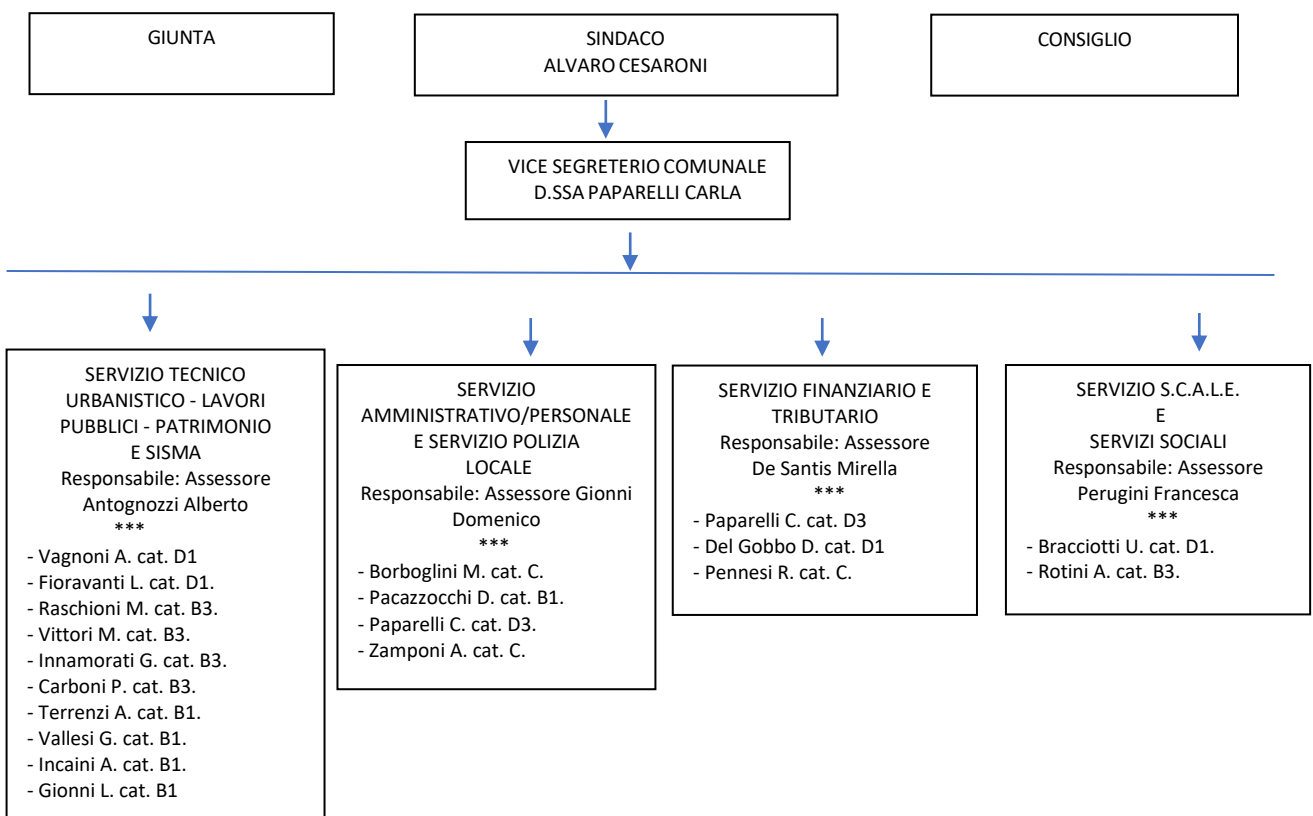 GIUNTA
SINDACO
ALVARO CESARONI
CONSIGLIO
VICE SEGRETERIO COMUNALE
D.SSA PAPARELLI CARLA
SERVIZIO TECNICO
URBANISTICO - LAVORI
PUBBLICI - PATRIMONIO
E SISMA
Responsabile: Assessore
Antognozzi Alberto
***
- Vagnoni A. cat. D1
- Fioravanti L. cat. D1.
- Raschioni M. cat. B3.
- Vittori M. cat. B3.
- Innamorati G. cat. B3.
- Carboni P. cat. B3.
- Terrenzi A. cat. B1.
- Vallesi G. cat. B1.
- Incaini A. cat. B1.
- Gionni L. cat. B1
SERVIZIO
AMMINISTRATIVO/PERSONALE
E SERVIZIO POLIZIA
LOCALE
Responsabile: Assessore Gionni
Domenico
***
- Borboglini M. cat. C.
- Pacazzocchi D. cat. B1.
- Paparelli C. cat. D3.
- Zamponi A. cat. C.
SERVIZIO FINANZIARIO E
TRIBUTARIO
Responsabile: Assessore
De Santis Mirella
***
- Paparelli C. cat. D3
- Del Gobbo D. cat. D1
- Pennesi R. cat. C.
SERVIZIO S.C.A.L.E.
E
SERVIZI SOCIALI
Responsabile: Assessore
Perugini Francesca
***
- Bracciotti U. cat. D1.
- Rotini A. cat. B3.